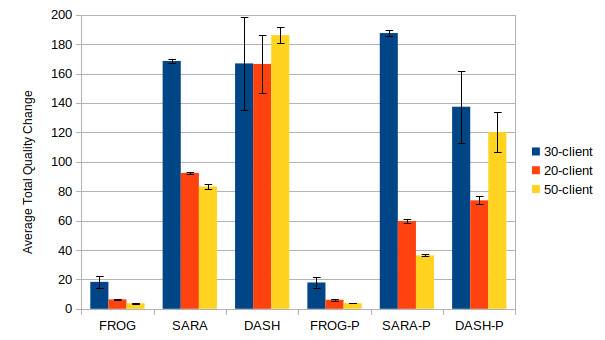 200
180
160
140
120
100
80
60
40
20
0
Average Total Quality Change
FROG
SARA
DASH
FROG-P
SARA-P
DASH-P
30-client
20-client
50-client